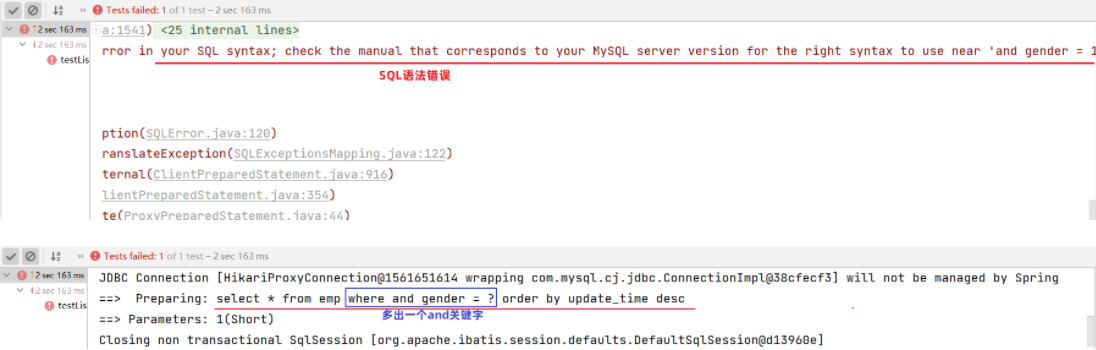 Tests failed: 1 of 1 test – 2 sec 163 ms
2 sec 163 ms
a:1541) <25 internal lines>
2 sec 163 ms
rror in your SQL syntax; check the manual that corresponds to your MySQL server version for the right syntax to use near 'and gender = 1
testLis
SQL语法错误
ption(SQLError.java:120)
ranslateException(SQLExceptionsMapping.java:122)
ternal(ClientPreparedStatement.java:916)
lientPreparedStatement.java:354)
te(ProxyPreparedStatement.java:44)
Tests failed: 1 of 1 test – 2 sec 163 ms
2 sec 163 ms
JDBC Connection [HikariProxyConnection@1561651614 wrapping com.mysql.cj.jdbc.ConnectionImpl@38cfecf3] will not be managed by Spring
2 sec 163 ms
==>  Preparing: select * from emp where and gender = ? order by update_time desc
testLis
多出一个and关键字
==> Parameters: 1(Short)
Closing non transactional SqlSession [org.apache.ibatis.session.defaults.DefaultSqlSession@d13960e]